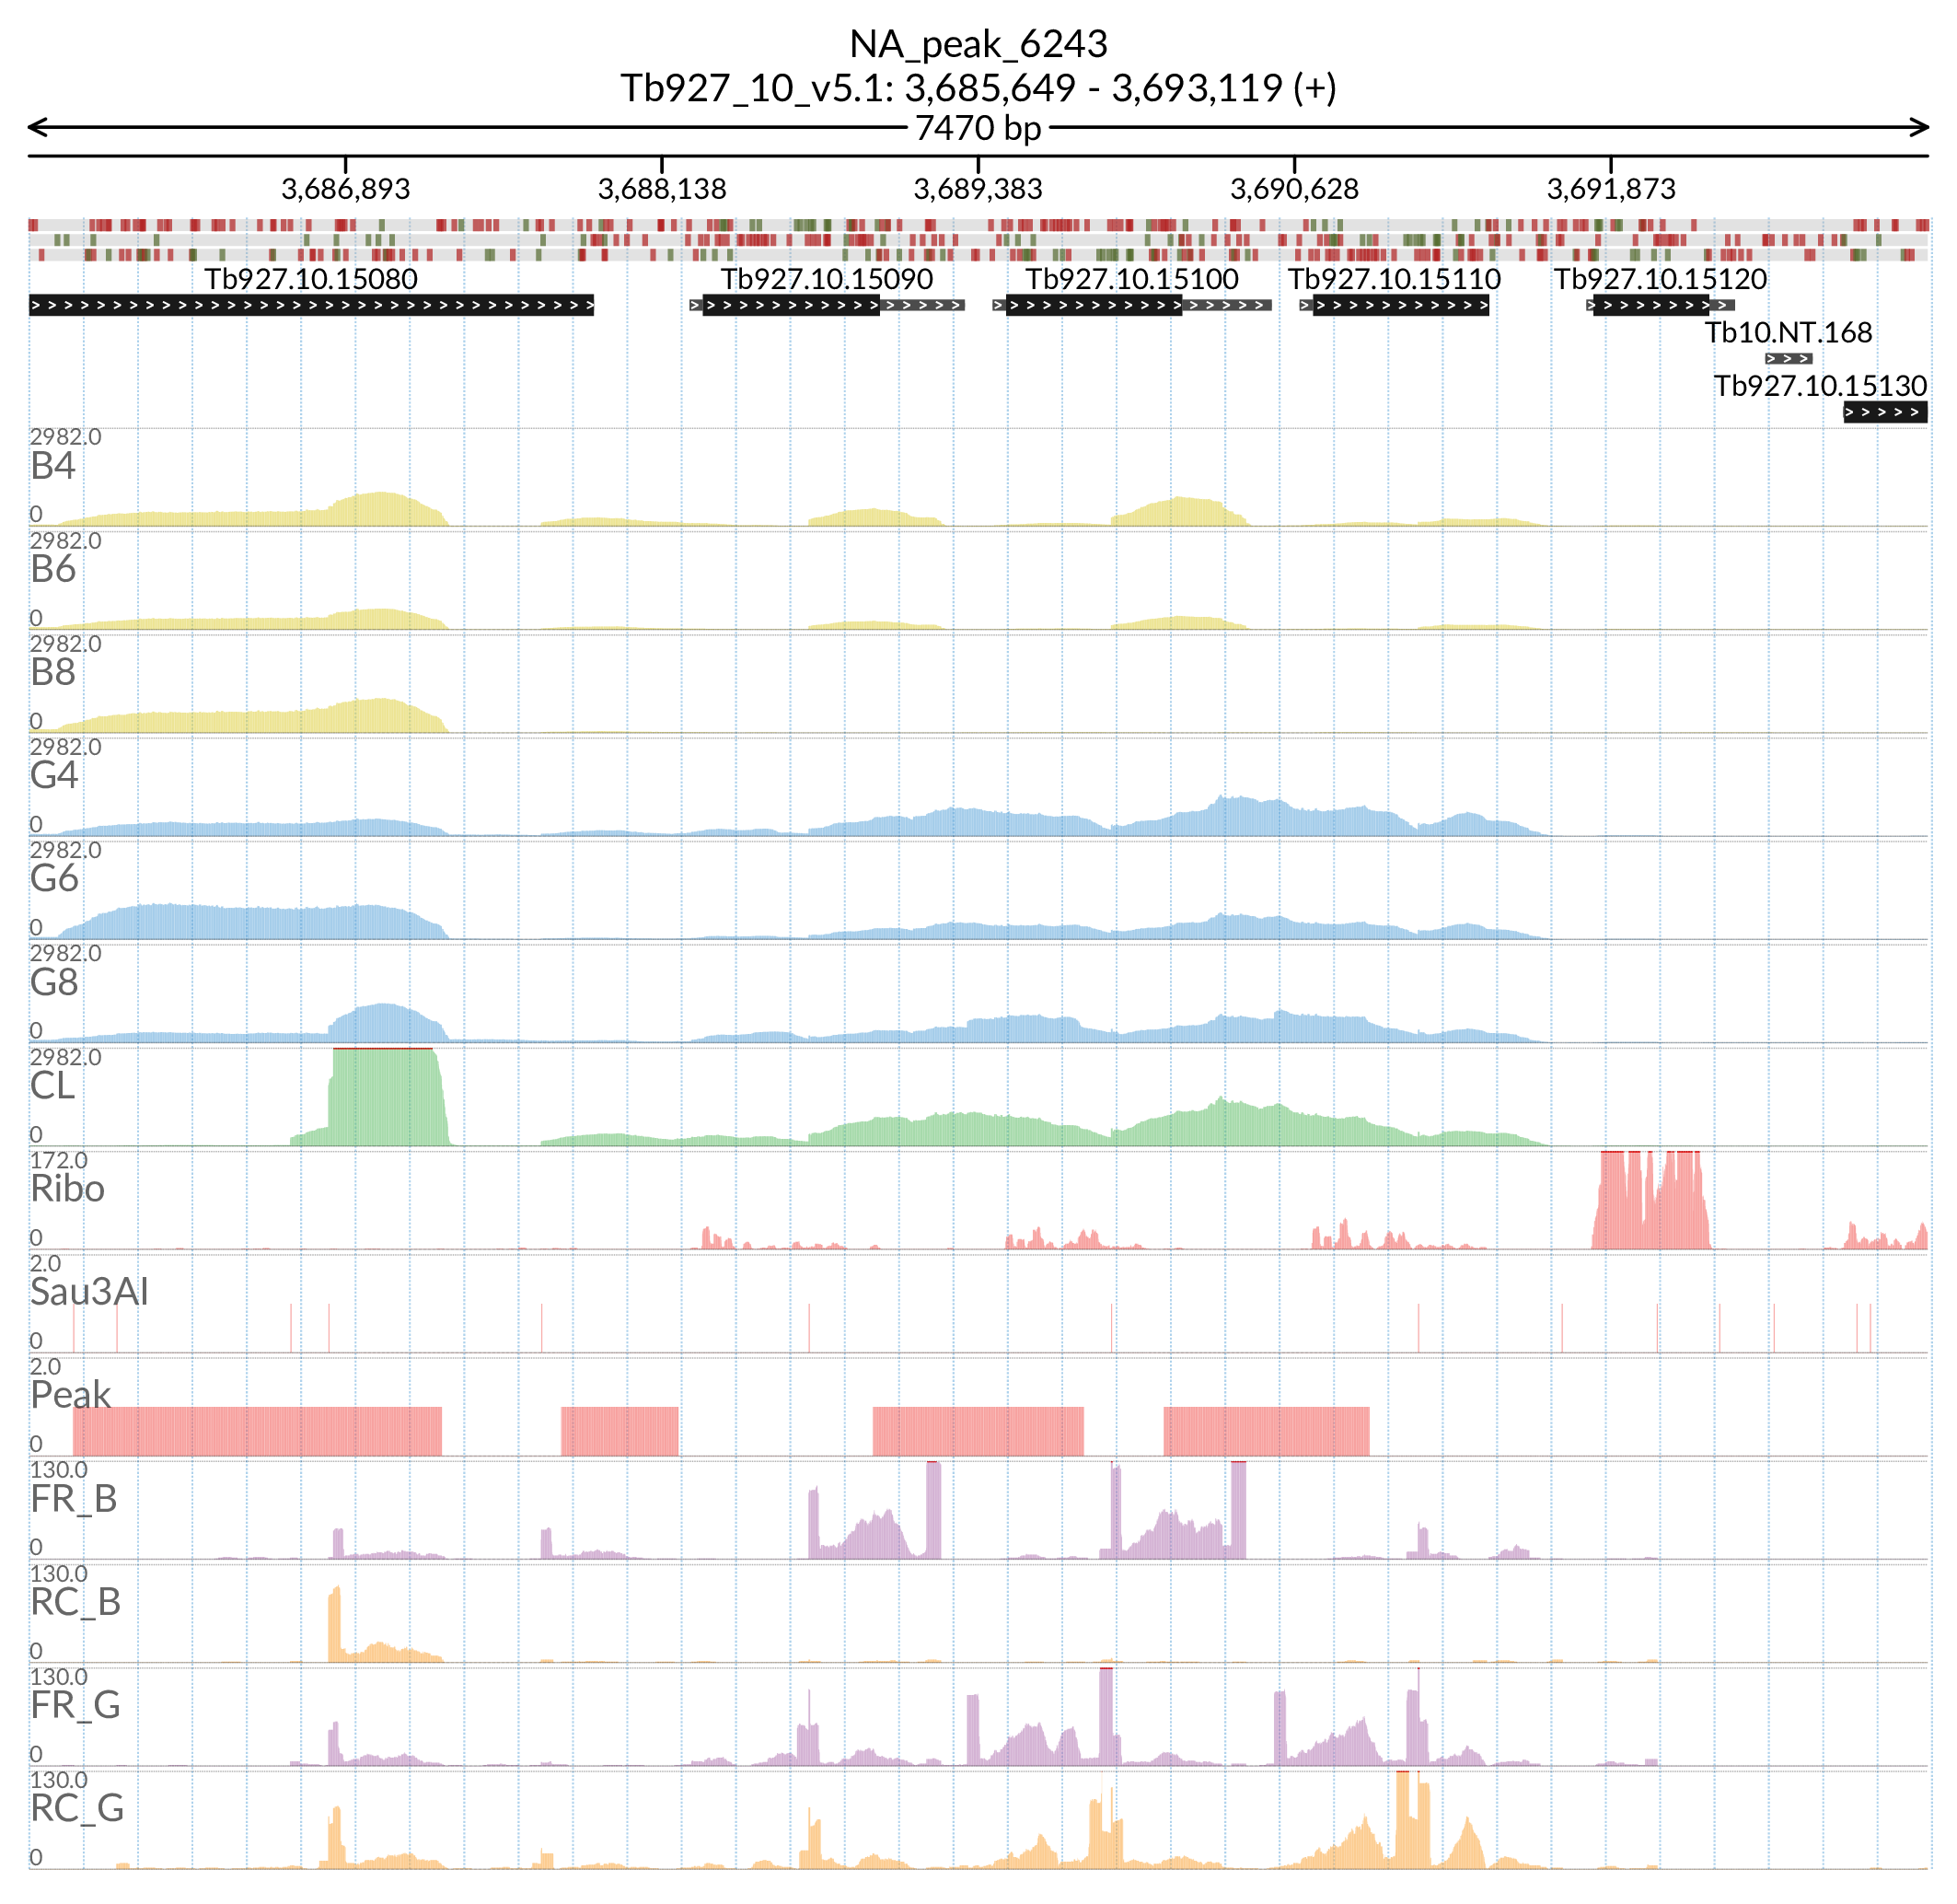 NA_peak_6243
Tb927_10_v5.1: 3,685,649 - 3,693,119 (+)
7470 bp
3,686,893 3,688,138 3,689,383 3,690,628 3,691,873
Tb927.10.15080 Tb927.10.15090 Tb927.10.15100 Tb927.10.15110 Tb927.10.15120
Tb10.NT.168
Tb927.10.15130
2982.0
B4
0
2982.0
B6
0
2982.0
B8
0
2982.0
G4
0
2982.0
G6
0
2982.0
G8
0
2982.0
CL
0
172.0
Ribo
0
2.0
Sau3AI
0
2.0
Peak
0
130.0
FR_B
0
130.0
RC_B
0
130.0
FR_G
0
130.0
RC_G
0